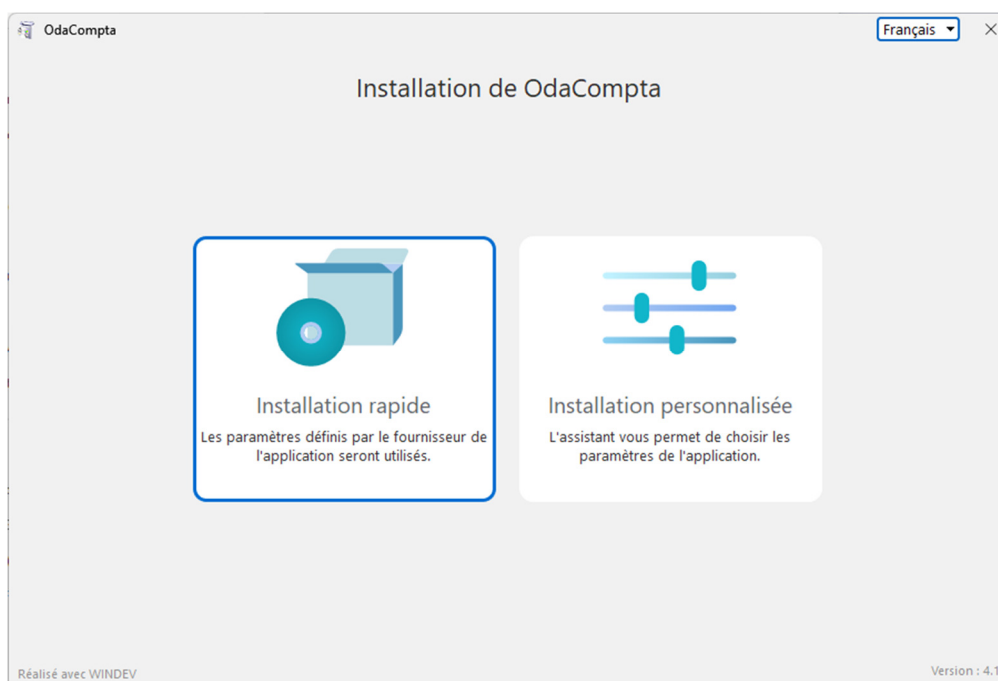 OdaCompta
Français
Installation de OdaCompta
Installation rapide
Les paramètres définis par le fournisseur de
l'application seront utilisés.
Installation personnalisée
L'assistant vous permet de choisir les
paramètres de l'application.
Réalisé avec WINDEV
Version : 4.1